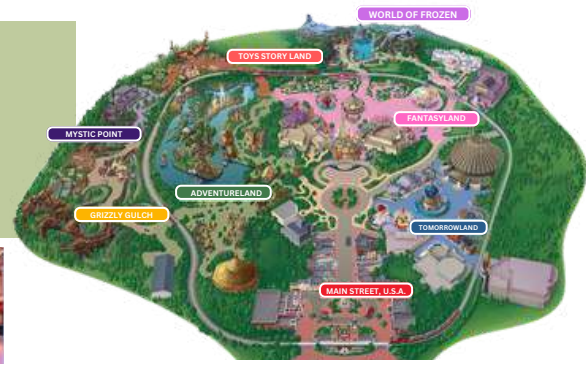 WORLD OF FROZEN
TOYS STORY LAND
FANTASYLAND
MYSTIC POINT
ADVENTURELAND
GRIZZLY GULCH
TOMORROWLAND
MAIN STREET, U.S.A.